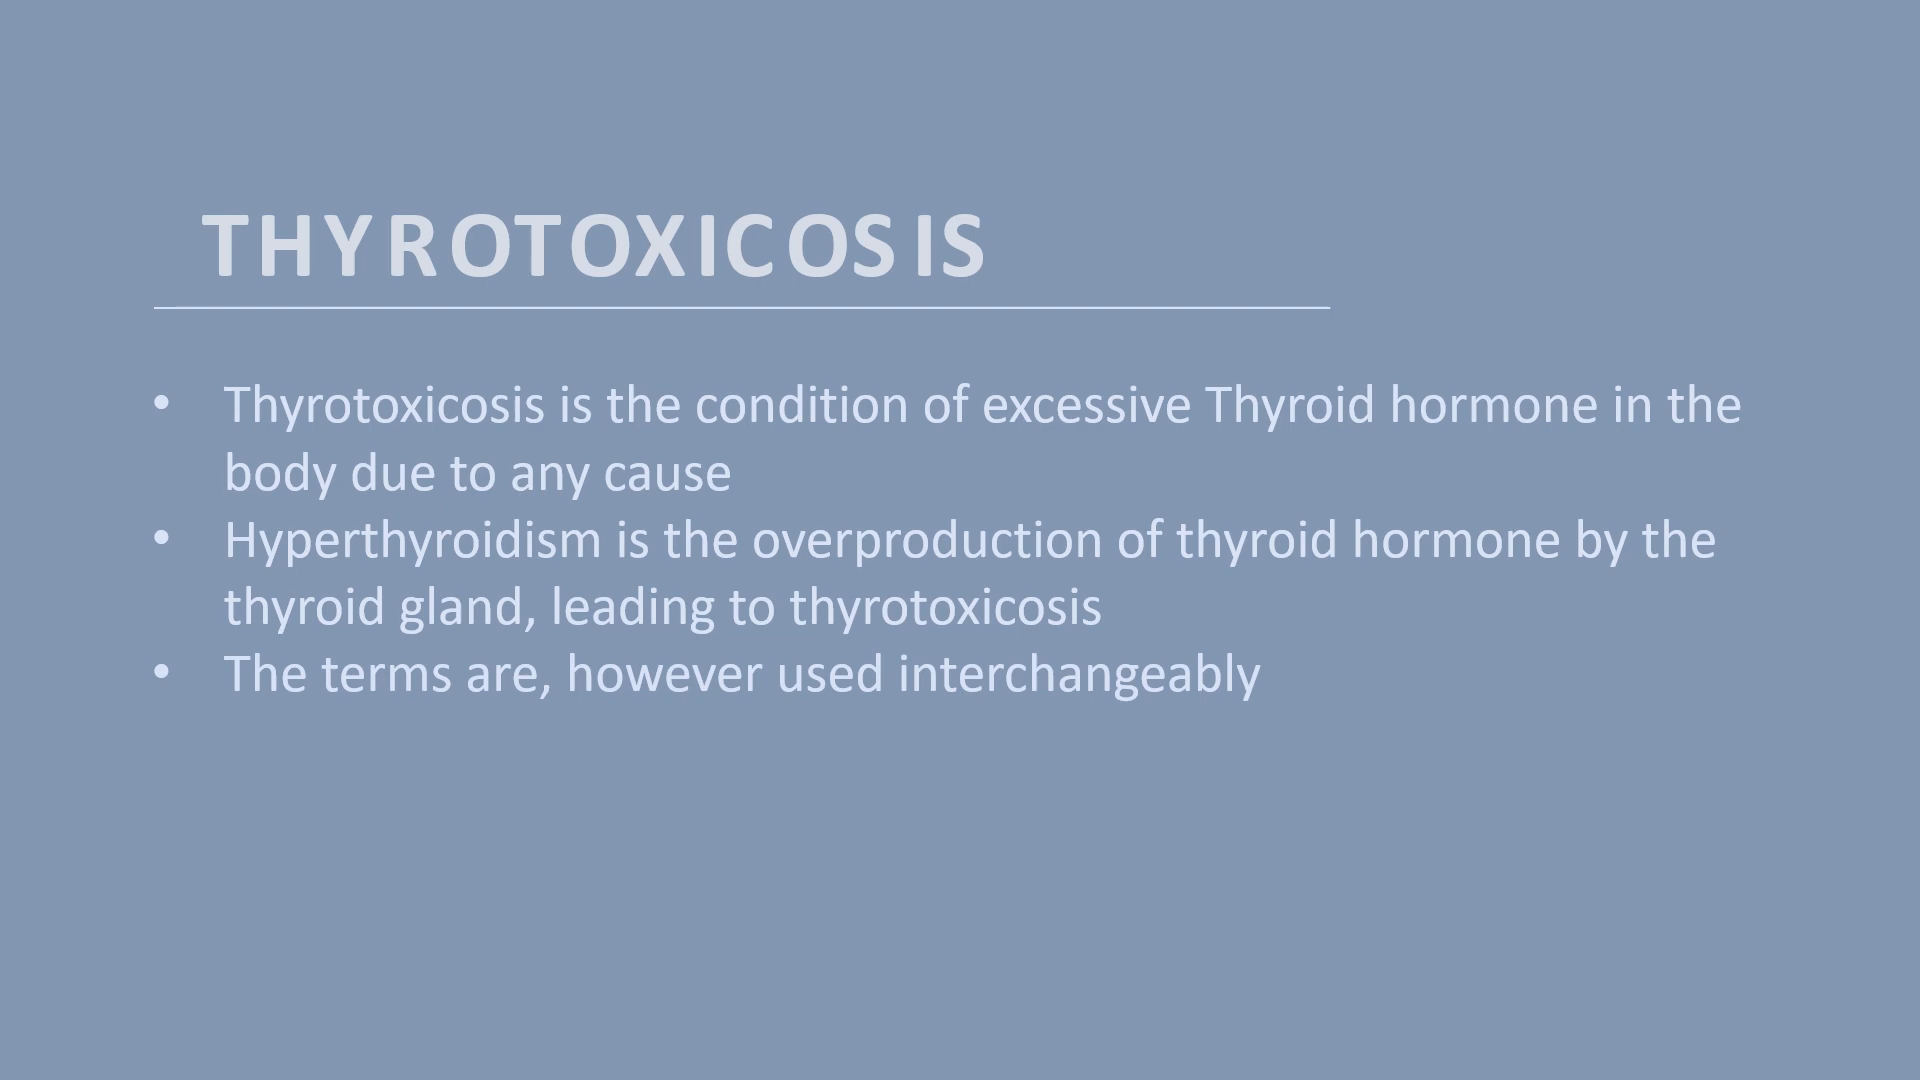 THYROTOXICOSIS
• Thyrotoxicosis is the condition of excessive Thyroid hormone in the
body due to any cause
• Hyperthyroidism is the overproduction of thyroid hormone by the
thyroid gland, leading to thyrotoxicosis
• The terms are, however used interchangeably